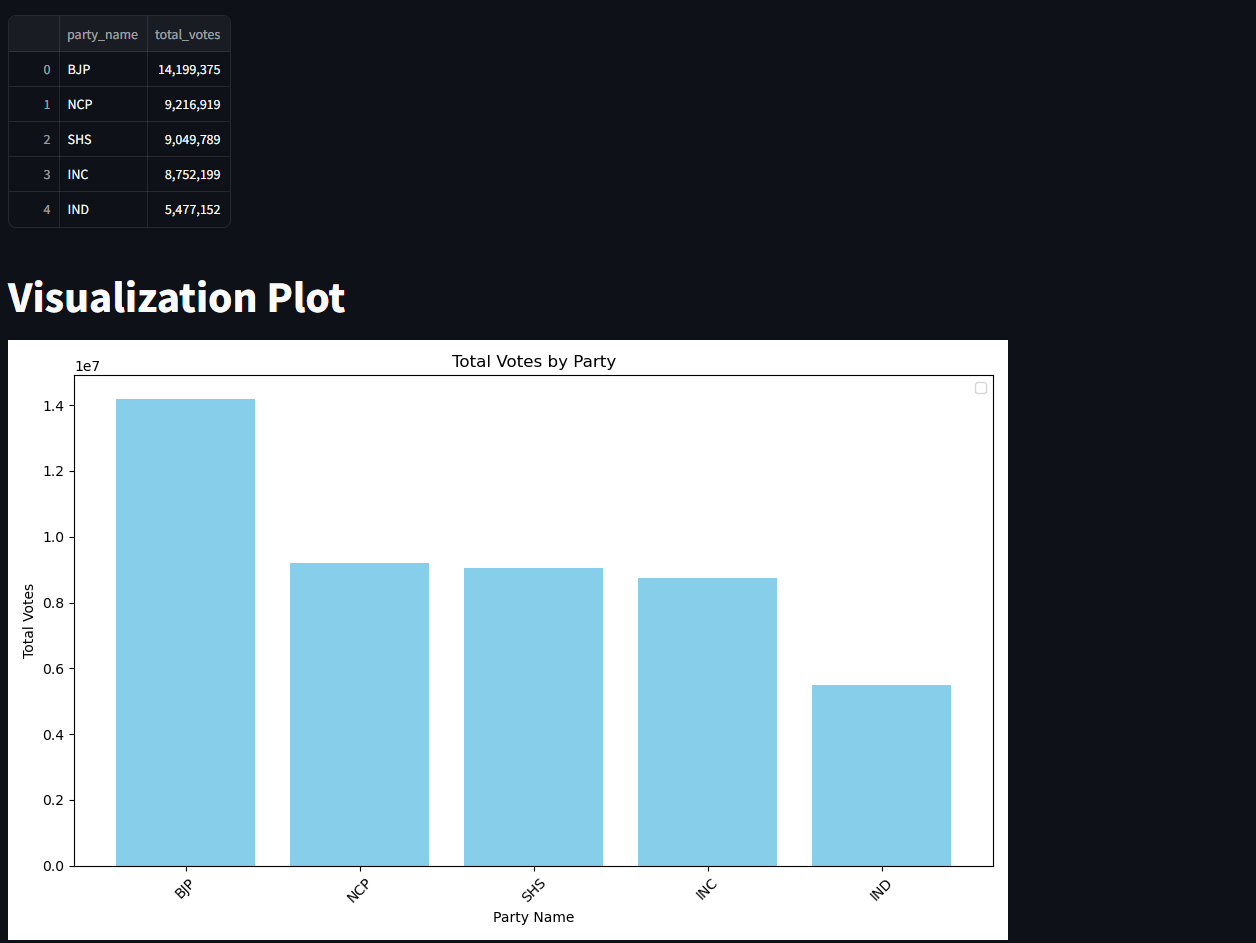 party_name total_votes
0 BJP 14,199,375
1 NCP 9,216,919
2 SHS 9,049,789
3 INC 8,752,199
4 IND 5,477,152
Visualization Plot
Total Votes by Party
1e7
1.4
1.2
1.0
0.8
0.6
0.4
0.2
0.0
Total Votes
BJP NCP SHS INC IND
Party Name